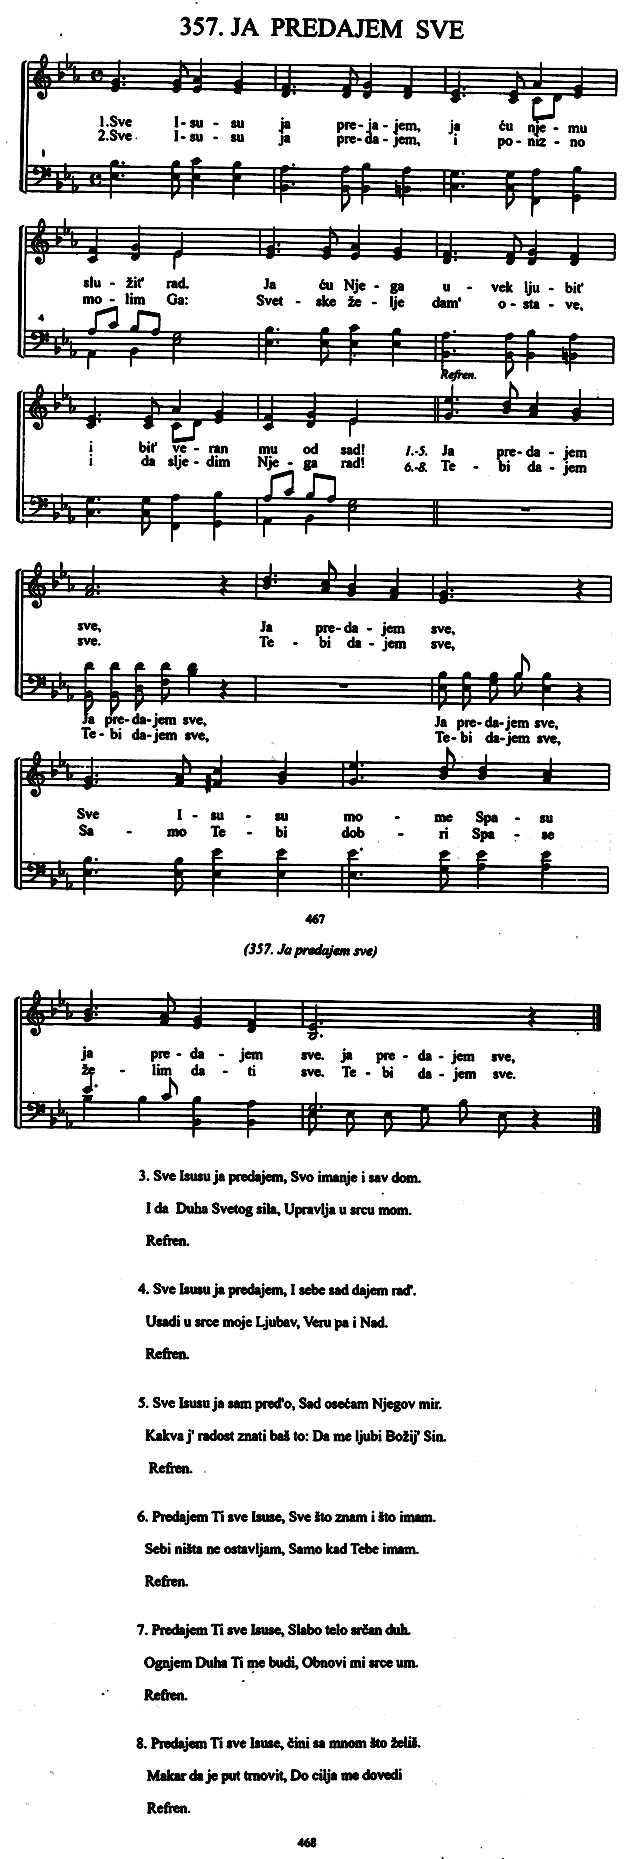 357. JA PREDAJEM SVE
1.Sve I - su - su ja pre - ja - jem, ja ću nje - mu
2.Sve I - su - su ja pre - da - jem, i po - niz - no
služit' rad. Ja ću Nje - ga u - vek lju - bit'
mo - lim Ga: Svet - ske že - lje dam' o - sta - ve,
4
Refren.
i bit' ve - ran mu od sad! 1.-5. Ja pre - da - jem
i da slje - dim Nje - ga rad! 6.-8. Te - bi da - jem
sve, Ja pre - da - jem sve,
sve. Te - bi da - jem sve,
Ja pre - da - jem sve, Ja pre - da - jem sve,
Te - bi dajem sve, Te - bi dajem sve,
Sve I - su - su mo - me Spa - su
Sa - mo Te - bi dob - ri Spa - se
467
(357. Ja predajem sve)
ja pre - da - jem sve. ja pre - da - jem sve,
že - lim da - ti sve. Te - bi da - jem sve.
3. Sve Isusu ja predajem, Svo imanje i sav dom.
I da Duha Svetog sila, Upravlja u srcu mom.
Refren.
4. Sve Isusu ja predajem, I sebe sad dajem rad'.
Usadi u srce moje Ljubav, Veru pa i Nad.
Refren.
5. Sve Isusu ja sam pred'o, Sad osećam Njegov mir.
Kakva j' radost znati baš to: Da me ljubi Božij' Sin.
Refren.
6. Predajem Ti sve Isuse, Sve što znam i što imam.
Sebi ništa ne ostavljam, Samo kad Tebe imam.
Refren.
7. Predajem Ti sve Isuse, Slabo telo srčan duh.
Ognjem Duha Ti me budi, Obnovi mi srce um.
Refren.
8. Predajem Ti sve Isuse, čini sa mnom što želiš.
Makar da je put trnovit, Do cilja me dovedi
Refren.
468